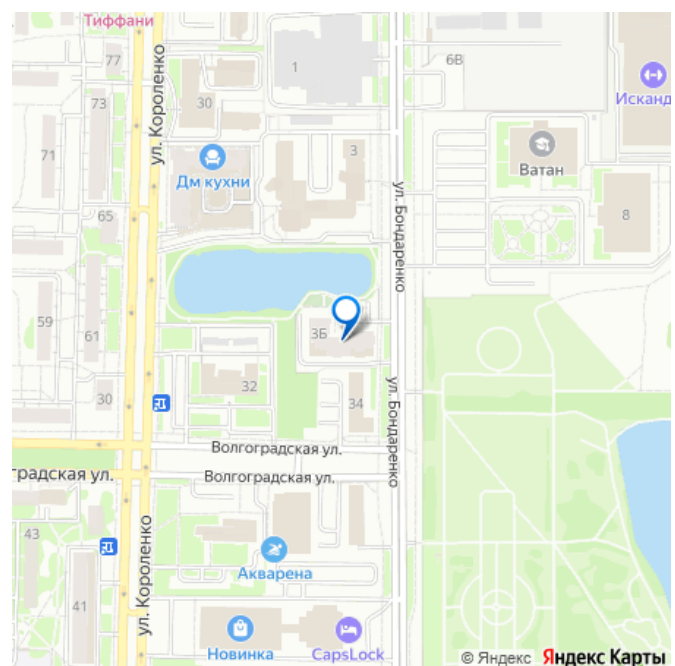 Тиффани
77
1
6В
ул. Короленко
73
30
Исканд
71
3
Ватан
Дм кухни
ул. Бондаренко
65
8
59
61
3Б
32
34
30
ул. Бондаренко
Волгоградская ул.
градская ул.
Волгоградская ул.
43
ул. Короленко
Акварена
41
Новинка
CapsLock
© Яндекс Яндекс Карты